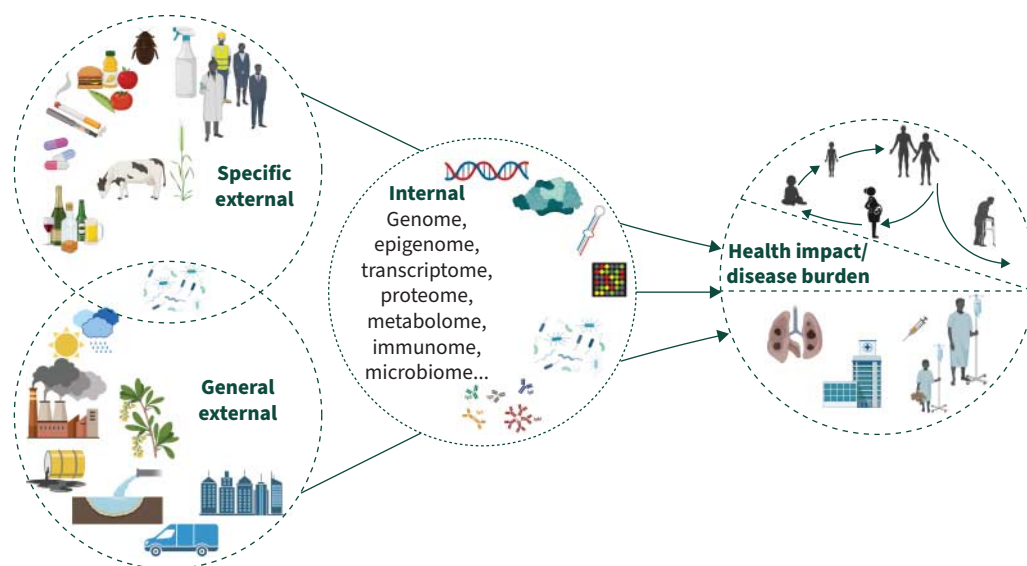 Specific
external
Internal
Genome,
epigenome,
transcriptome,
proteome,
metabolome,
immunome,
microbiome...
Health impact/
disease burden
General
external